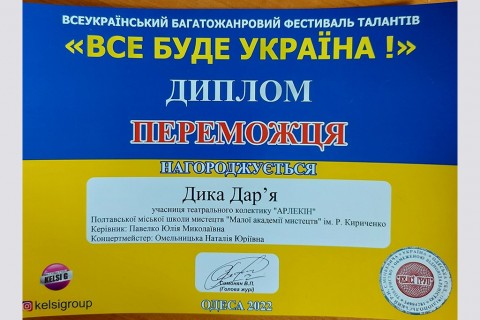 ВСЕУКРАЇНСЬКИЙ БАГАТОЖАНРОВИЙ ФЕСТИВАЛЬ ТАЛАНТІВ
«ВСЕ БУДЕ УКРАЇНА !»
ДИПЛОМ
ПЕРЕМОЖЦЯ
НАГОРОДЖУЄТЬСЯ
Дика Дар’я
учасниця театрального колективу "АРЛЕКІН"
Полтавської міської школи мистецтв "Малої академії мистецтв" ім. Р. Кириченко
Керівник: Павелко Юлія Миколаївна
Концертмейстер: Омельницька Наталія Юріївна
KELSI G
Саманян В.П.
(Голова журі)
kelsigroup
ОДЕСА 2022